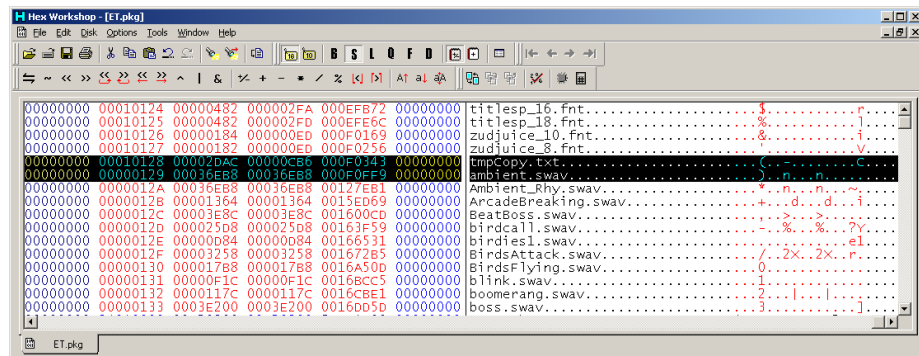 Hex Workshop - [ET.pkg]
File Edit Disk Options Tools Window Help
B S L Q F D
~ << >> ^ | & + - * / %
00000000 00010124 00000482 000002FA 000EFB72 00000000 titlesp_16.fnt..............................$...............r....
00000000 00010125 00000482 000002FD 000EFE6C 00000000 titlesp_18.fnt..............................%...............l....
00000000 00010126 00000184 000000ED 000F0169 00000000 zudjuice_10.fnt.............................&...............i....
00000000 00010127 00000182 000000ED 000F0256 00000000 zudjuice_8.fnt..............................'...............V....
00000000 00010128 00002DAC 00000CB6 000F0343 00000000 tmpCopy.txt.................................(..-............C....
00000000 00000129 00036EB8 00036EB8 000F0FF9 00000000 ambient.swav................................)..n...n.............
00000000 0000012A 00036EB8 00036EB8 00127EB1 00000000 Ambient_Rhy.swav............................*..n...n......~......
00000000 0000012B 00001364 00001364 0015ED69 00000000 ArcadeBreaking.swav.........................+...d...d...i....
00000000 0000012C 00003E8C 00003E8C 001600CD 00000000 BeatBoss.swav...............................,..>...>.............
00000000 0000012D 000025D8 000025D8 00163F59 00000000 birdcall.swav...............................-..%...%......?Y....
00000000 0000012E 00000D84 00000D84 00166531 00000000 birdies1.swav...............................................e1....
00000000 0000012F 00003258 00003258 001672B5 00000000 BirdsAttack.swav............................/..2X..2X..r.....
00000000 00000130 000017B8 000017B8 0016A50D 00000000 BirdsFlying.swav............................0....................
00000000 00000131 00000F1C 00000F1C 0016BCC5 00000000 blink.swav..................................1....................
00000000 00000132 0000117C 0000117C 0016CBE1 00000000 boomerang.swav..............................2...|...|............
00000000 00000133 0003E200 0003E200 0016DD5D 00000000 boss.swav...................................3...............]....
ET.pkg